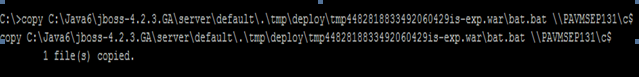 C:\>copy C:\Java6\jboss-4.2.3.GA\server\default\.\tmp\deploy\tmp4482818833492060429is-exp.war\bat.bat \\PAVMSEP131\c$
copy C:\Java6\jboss-4.2.3.GA\server\default\.\tmp\deploy\tmp4482818833492060429is-exp.war\bat.bat \\PAVMSEP131\c$
1 file(s) copied.